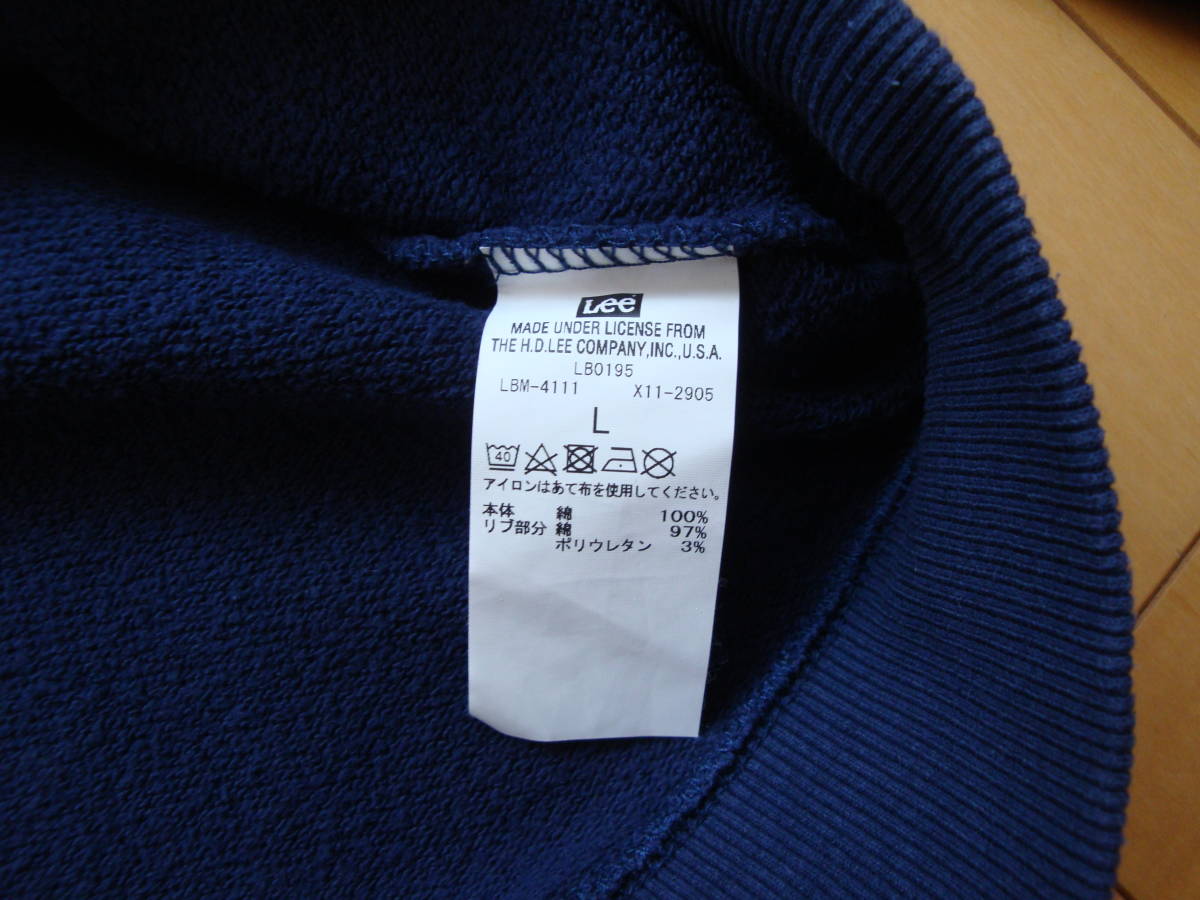 Lee
MADE UNDER LICENSE FROM
THE H.D.LEE COMPANY,INC.,U.S.A.
LB0195
LBM-4111 X11-2905
L
40
アイロンはあて布を使用してください。
本体 綿 100%
リブ部分 綿 97%
ポリウレタン 3%